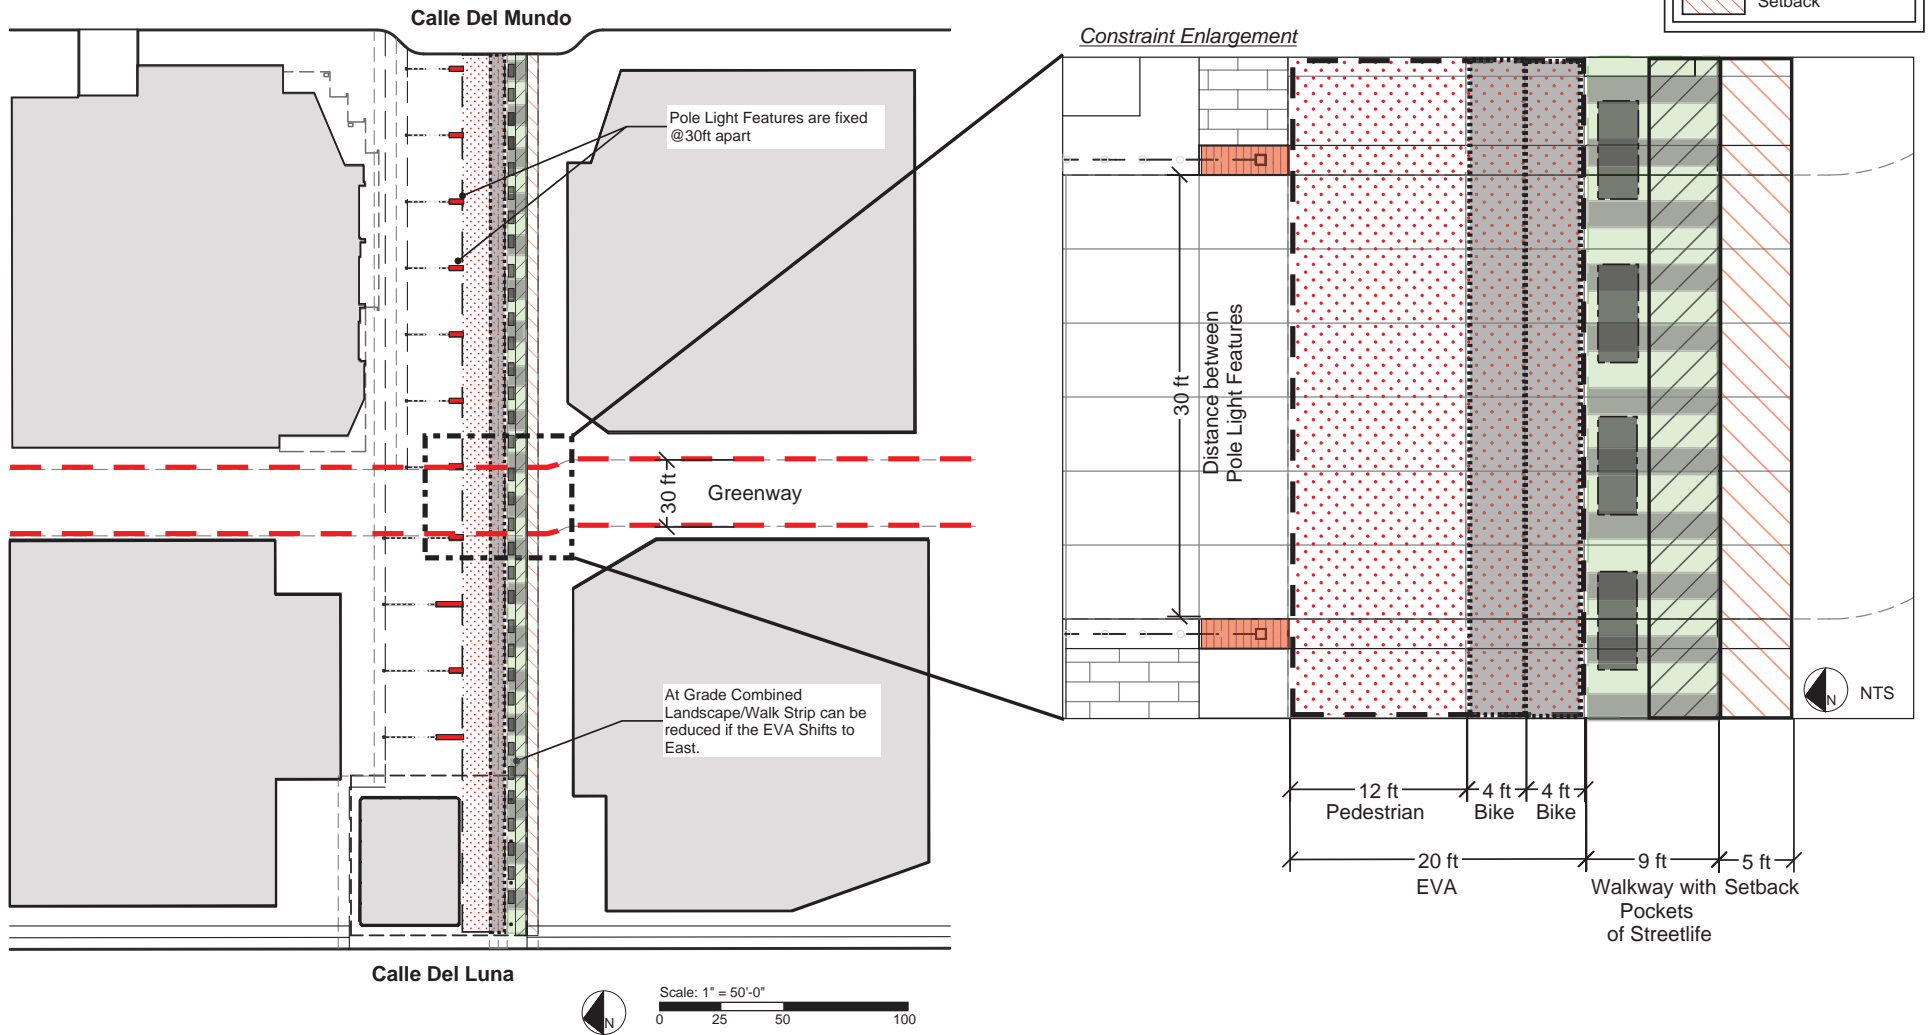 Calle Del Mundo
Setback
Constraint Enlargement
Pole Light Features are fixed
@30ft apart
30 ft
Distance between
Pole Light Features
30 ft
Greenway
At Grade Combined
Landscape/Walk Strip can be
reduced if the EVA Shifts to
East.
N
NTS
12 ft
Pedestrian
4 ft
Bike
4 ft
Bike
20 ft
EVA
9 ft
Walkway with
Pockets
of Streetlife
5 ft
Setback
Calle Del Luna
N
Scale: 1" = 50'-0"
0 25 50 100